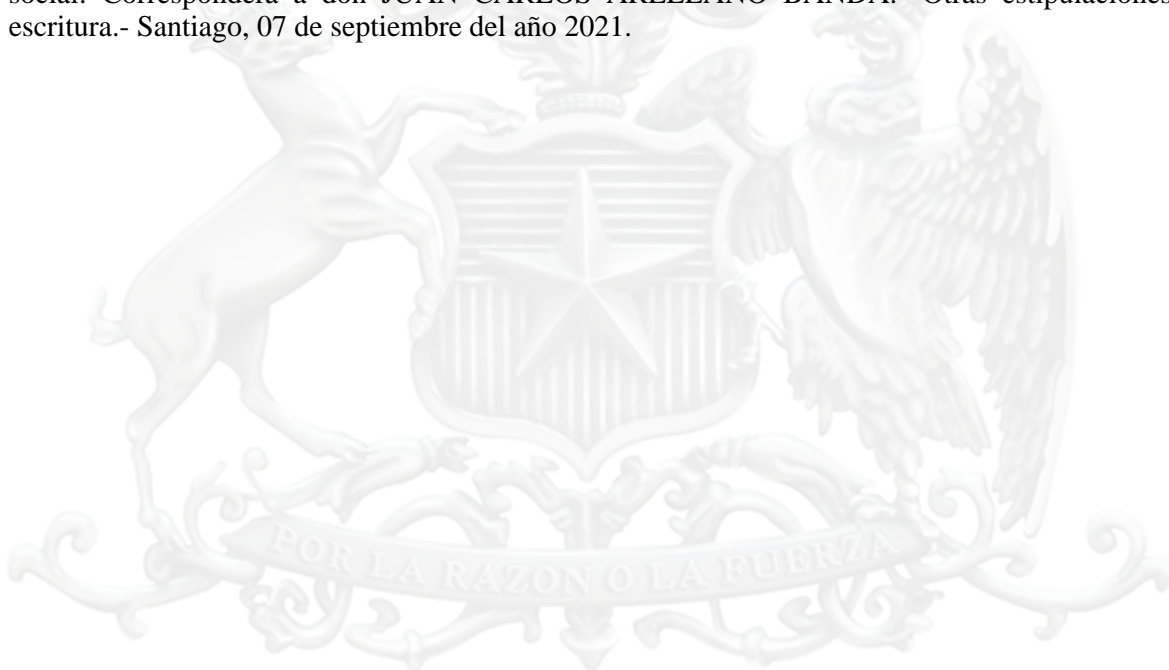 social: Corresponderá a don JUAN CARLOS ARELLANO BANDA.- Otras estipulaciones
escritura.- Santiago, 07 de septiembre del año 2021.
POR LA RAZON O LA FUERZA